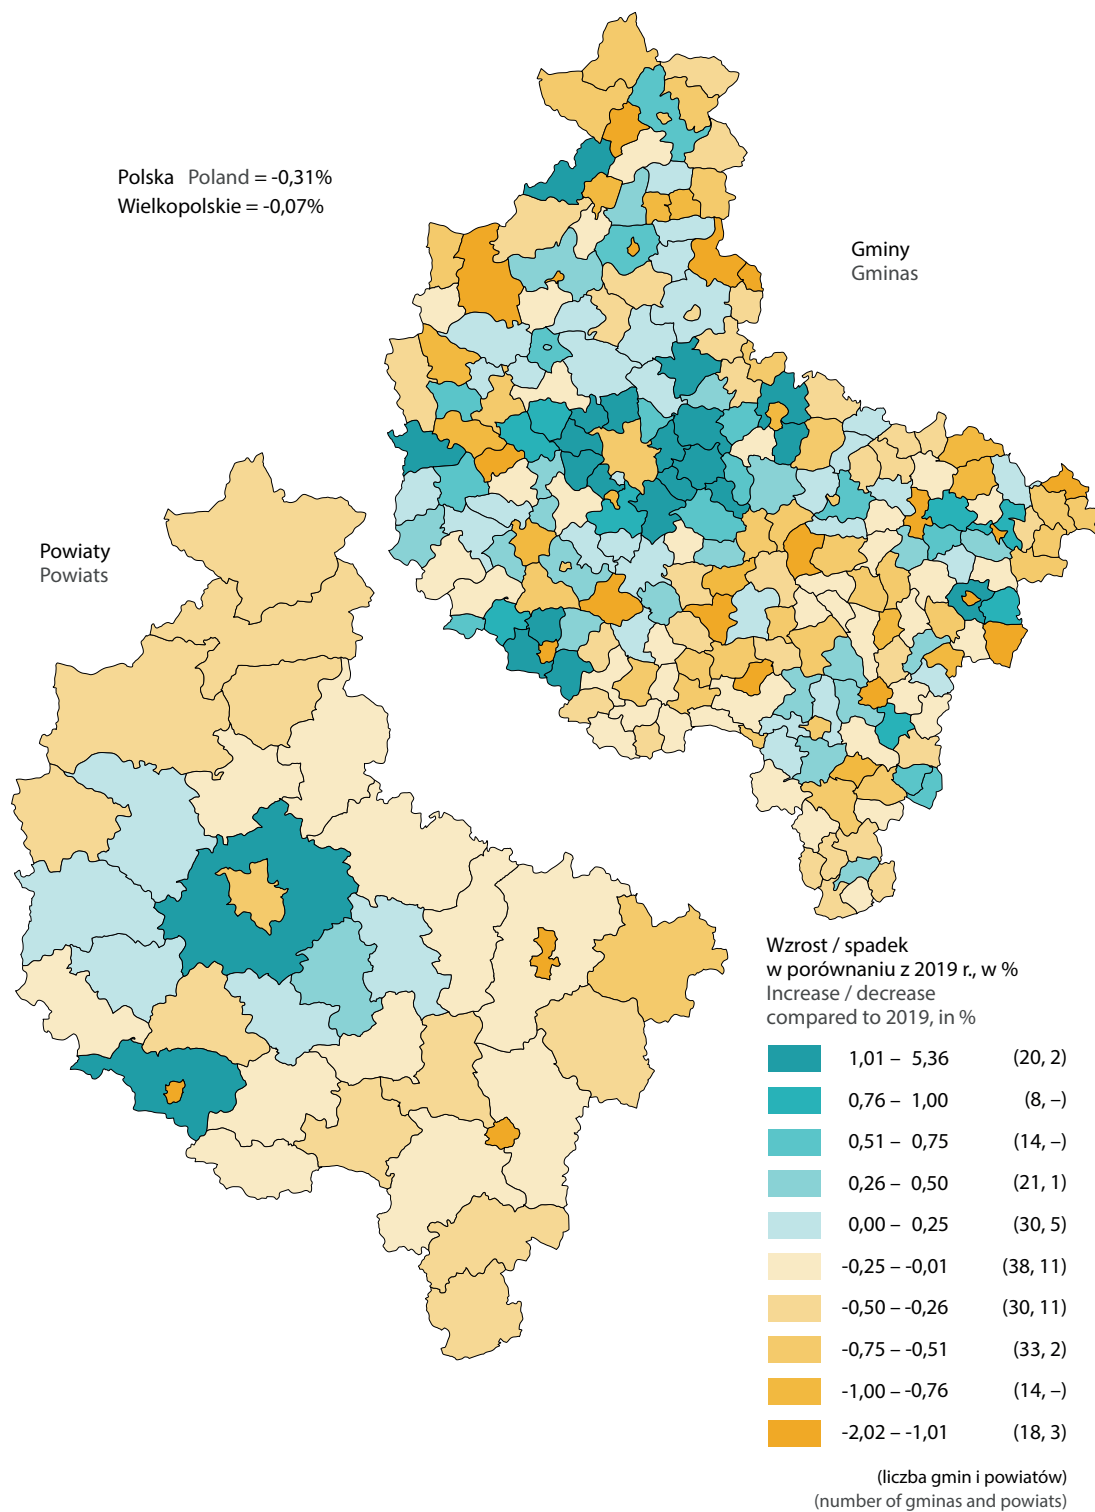 Polska Poland = -0,31%
Wielkopolskie = -0,07%
Gminy
Gminas
Powiaty
Powiats
Wzrost / spadek
w porównaniu z 2019 r., w %
Increase / decrease
compared to 2019, in %
1,01 – 5,36 (20, 2)
0,76 – 1,00 (8, –)
0,51 – 0,75 (14, –)
0,26 – 0,50 (21, 1)
0,00 – 0,25 (30, 5)
-0,25 – -0,01 (38, 11)
-0,50 – -0,26 (30, 11)
-0,75 – -0,51 (33, 2)
-1,00 – -0,76 (14, –)
-2,02 – -1,01 (18, 3)
(liczba gmin i powiatów)
(number of gminas and powiats)